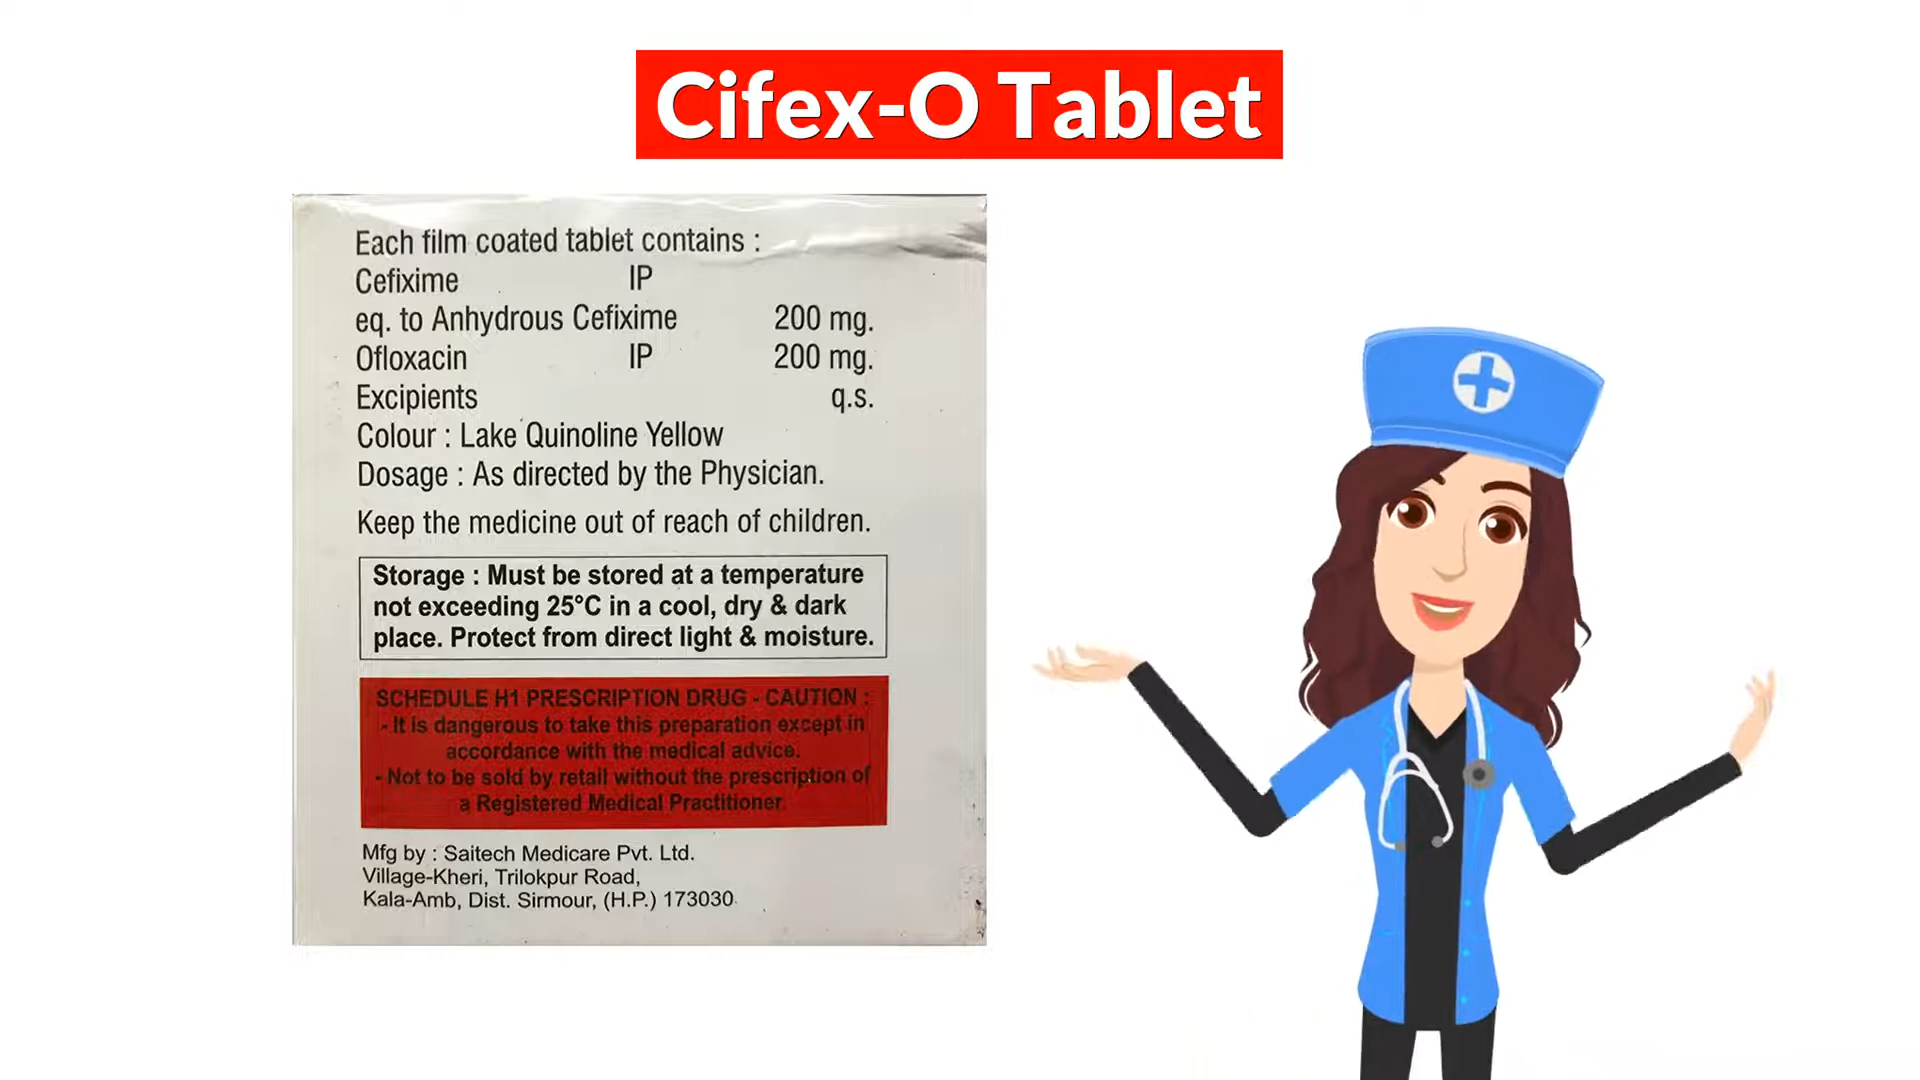 Cifex-O Tablet
Each film coated tablet contains :
Cefixime IP
eq. to Anhydrous Cefixime 200 mg.
Ofloxacin IP 200 mg.
Excipients q.s.
Colour : Lake Quinoline Yellow
Dosage : As directed by the Physician.
Keep the medicine out of reach of children.
Storage : Must be stored at a temperature
not exceeding 25°C in a cool, dry & dark
place. Protect from direct light & moisture.
SCHEDULE H1 PRESCRIPTION DRUG - CAUTION :
- It is dangerous to take this preparation except in
accordance with the medical advice.
- Not to be sold by retail without the prescription of
a Registered Medical Practitioner.
Mfg by : Saitech Medicare Pvt. Ltd.
Village-Kheri, Trilokpur Road,
Kala-Amb, Dist. Sirmour, (H.P.) 173030.